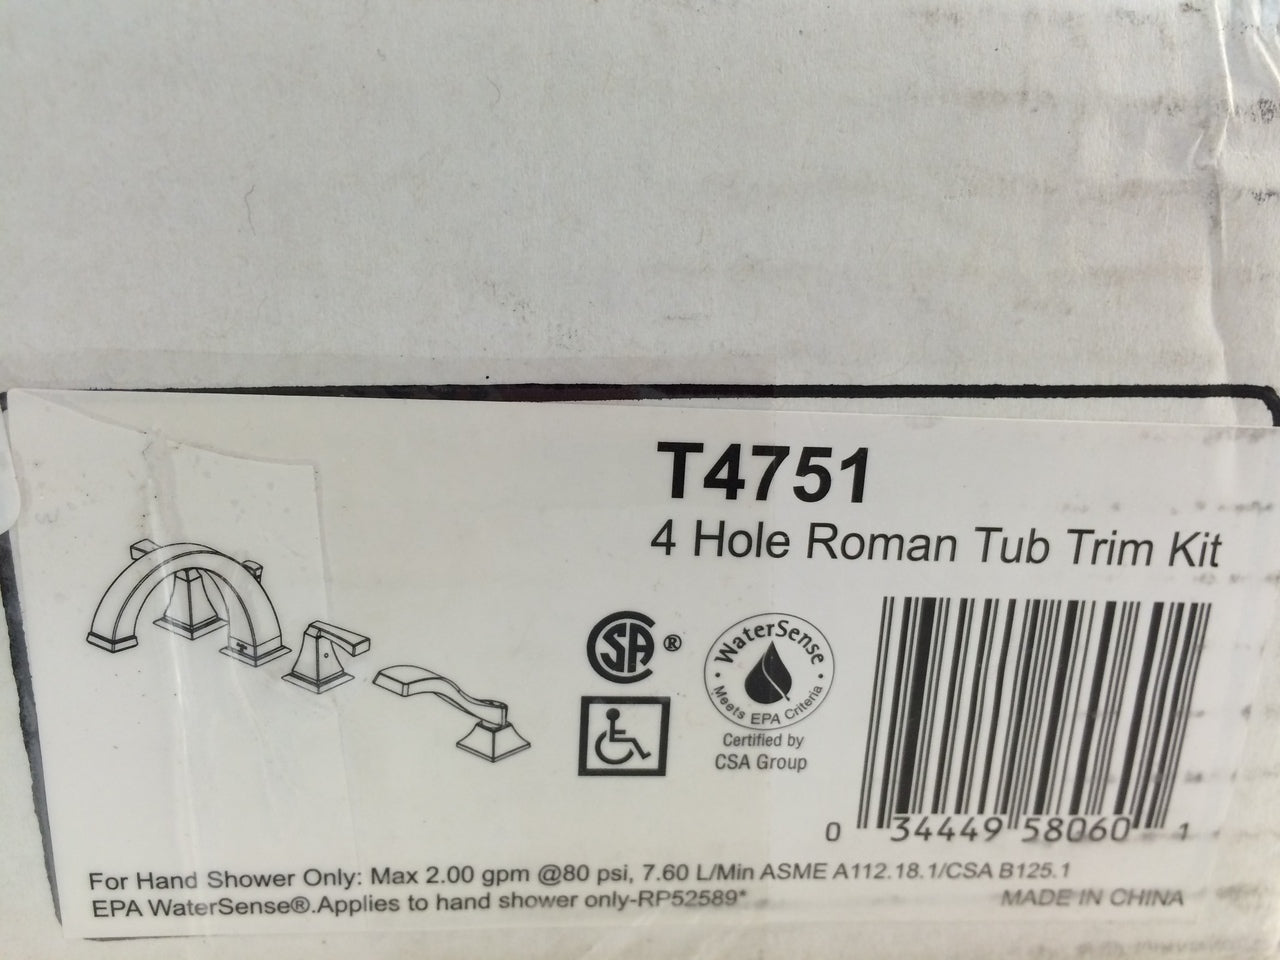 T4751
4 Hole Roman Tub Trim Kit
CSA®
WaterSense
Meets EPA Criteria
Certified by
CSA Group
0 34449 58060 1
For Hand Shower Only: Max 2.00 gpm @80 psi, 7.60 L/Min ASME A112.18.1/CSA B125.1
EPA WaterSense®.Applies to hand shower only-RP52589*
MADE IN CHINA